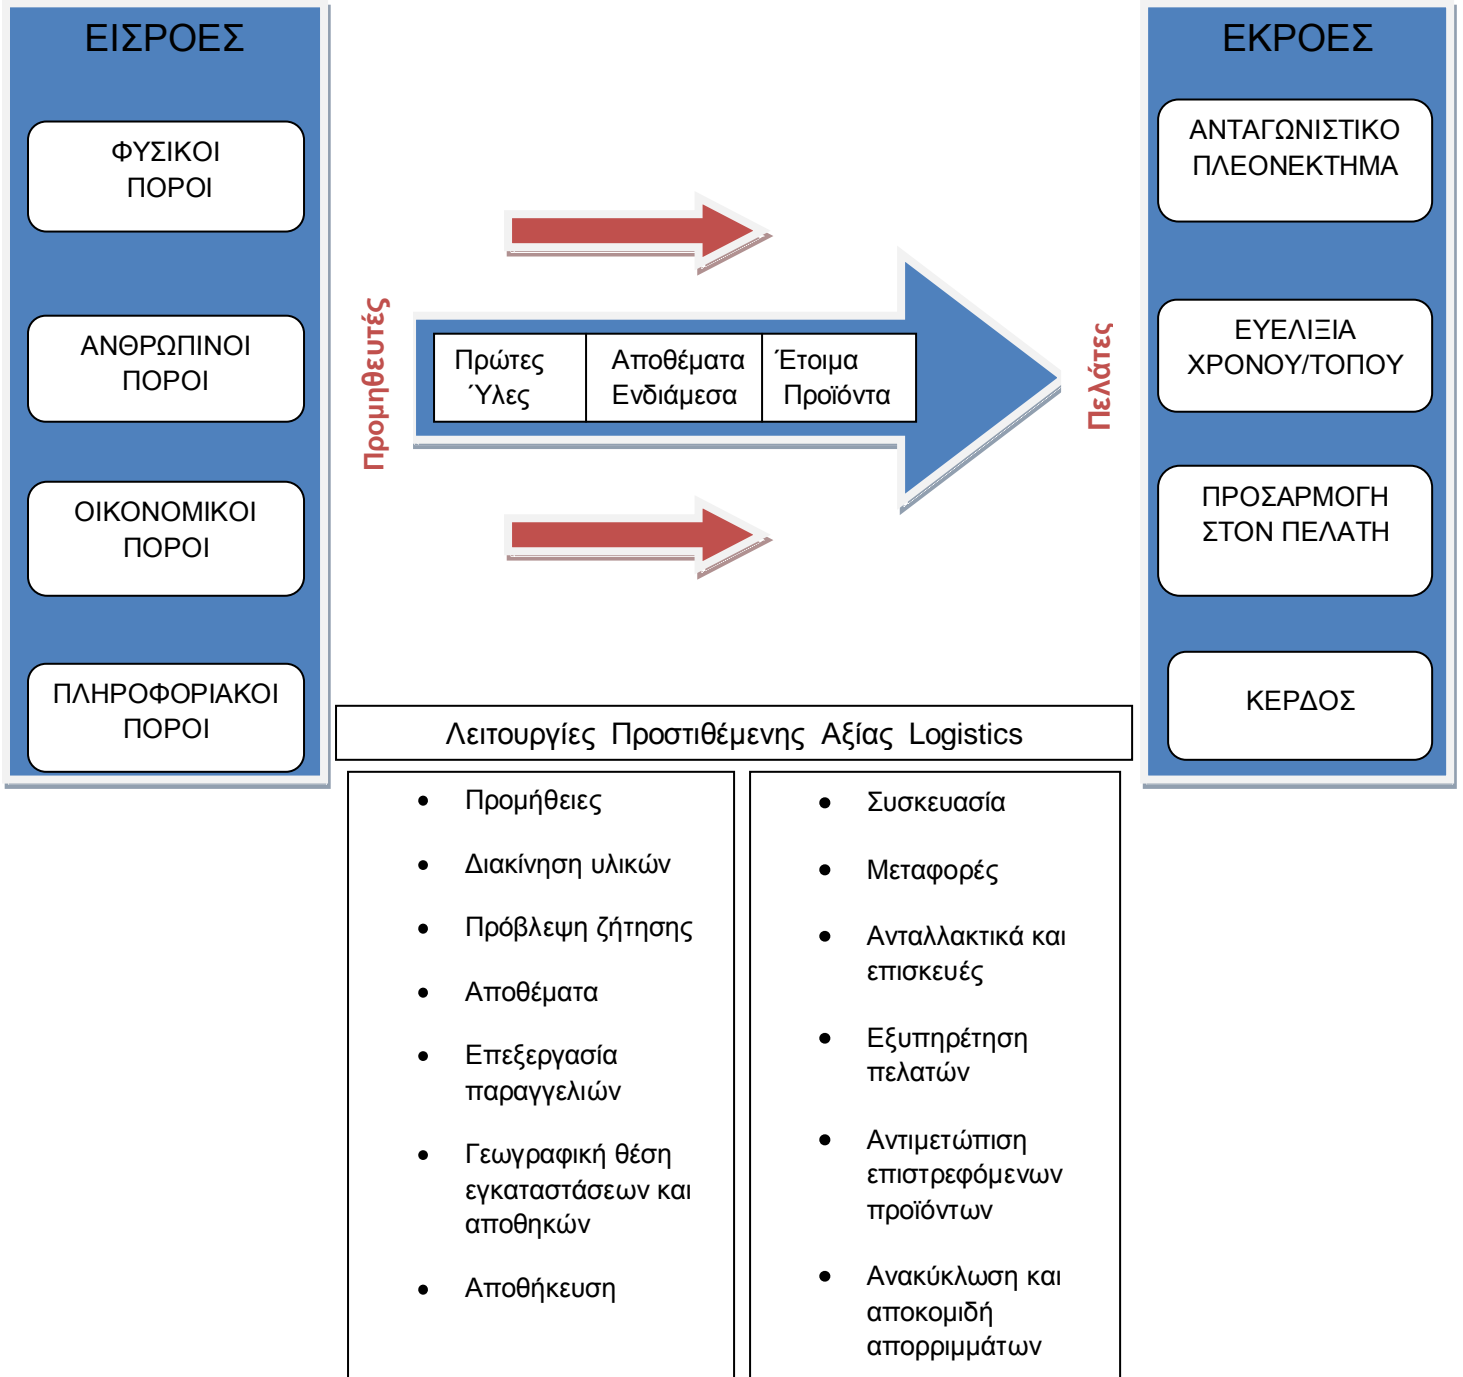 ΕΙΣΡΟΕΣ
ΦΥΣΙΚΟΙ
ΠΟΡΟΙ
ΑΝΘΡΩΠΙΝΟΙ
ΠΟΡΟΙ
ΟΙΚΟΝΟΜΙΚΟΙ
ΠΟΡΟΙ
ΠΛΗΡΟΦΟΡΙΑΚΟΙ
ΠΟΡΟΙ
Προμηθευτές
Πρώτες
Ύλες
Αποθέματα
Ενδιάμεσα
Έτοιμα
Προϊόντα
Πελάτες
ΕΚΡΟΕΣ
ΑΝΤΑΓΩΝΙΣΤΙΚΟ
ΠΛΕΟΝΕΚΤΗΜΑ
ΕΥΕΛΙΞΙΑ
ΧΡΟΝΟΥ/ΤΟΠΟΥ
ΠΡΟΣΑΡΜΟΓΗ
ΣΤΟΝ ΠΕΛΑΤΗ
ΚΕΡΔΟΣ
Λειτουργίες Προστιθέμενης Αξίας Logistics
• Προμήθειες
• Διακίνηση υλικών
• Πρόβλεψη ζήτησης
• Αποθέματα
• Επεξεργασία
παραγγελιών
• Γεωγραφική θέση
εγκαταστάσεων και
αποθηκών
• Αποθήκευση
• Συσκευασία
• Μεταφορές
• Ανταλλακτικά και
επισκευές
• Εξυπηρέτηση
πελατών
• Αντιμετώπιση
επιστρεφόμενων
προϊόντων
• Ανακύκλωση και
αποκομιδή
απορριμμάτων